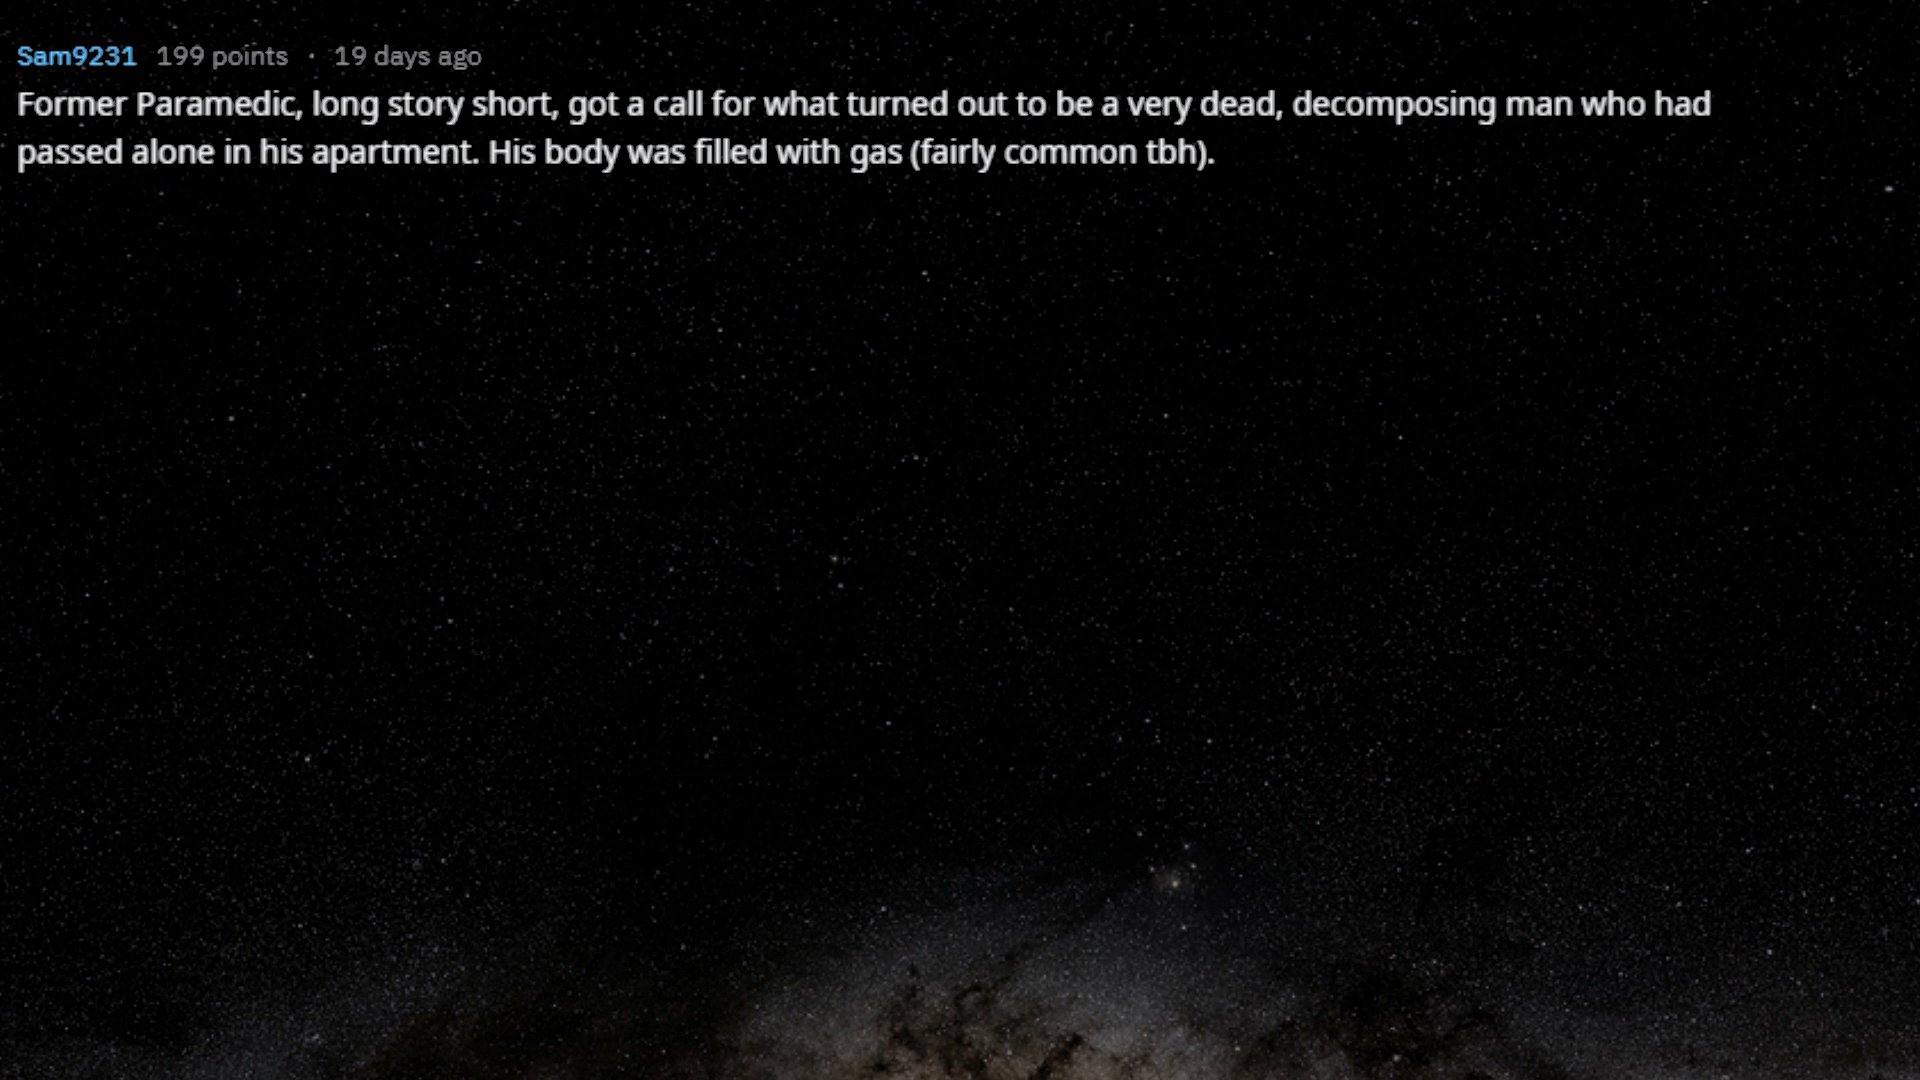 Sam9231 199 points · 19 days ago
Former Paramedic, long story short, got a call for what turned out to be a very dead, decomposing man who had
passed alone in his apartment. His body was filled with gas (fairly common tbh).